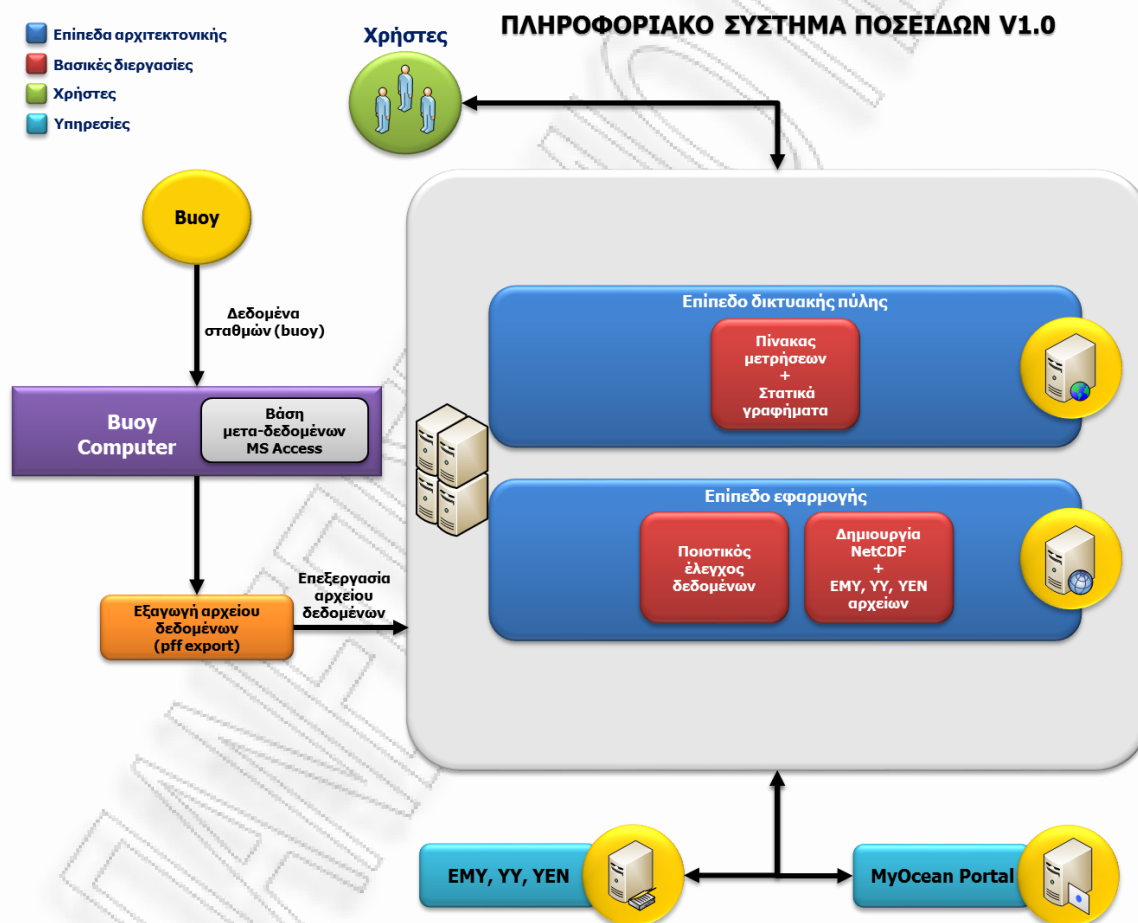 ΠΛΗΡΟΦΟΡΙΑΚΟ ΣΥΣΤΗΜΑ ΠΟΣΕΙΔΩΝ V1.0
Επίπεδα αρχιτεκτονικής
Βασικές διεργασίες
Χρήστες
Υπηρεσίες
Χρήστες
Buoy
Δεδομένα
σταθμών (buoy)
Buoy
Computer
Βάση
μετα-δεδομένων
MS Access
Εξαγωγή αρχείου
δεδομένων
(pff export)
Επεξεργασία
αρχείου
δεδομένων
Επίπεδο δικτυακής πύλης
Πίνακας
μετρήσεων
+
Στατικά
γραφήματα
Επίπεδο εφαρμογής
Ποιοτικός
έλεγχος
δεδομένων
Δημιουργία
NetCDF
+
ΕΜΥ, ΥΥ, ΥΕΝ
αρχείων
ΕΜΥ, ΥΥ, ΥΕΝ
MyOcean Portal